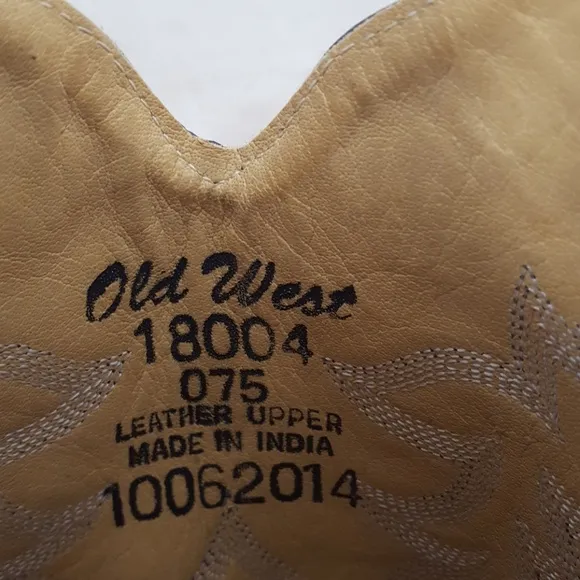 Old West
18004
075
LEATHER UPPER
MADE IN INDIA
10062014